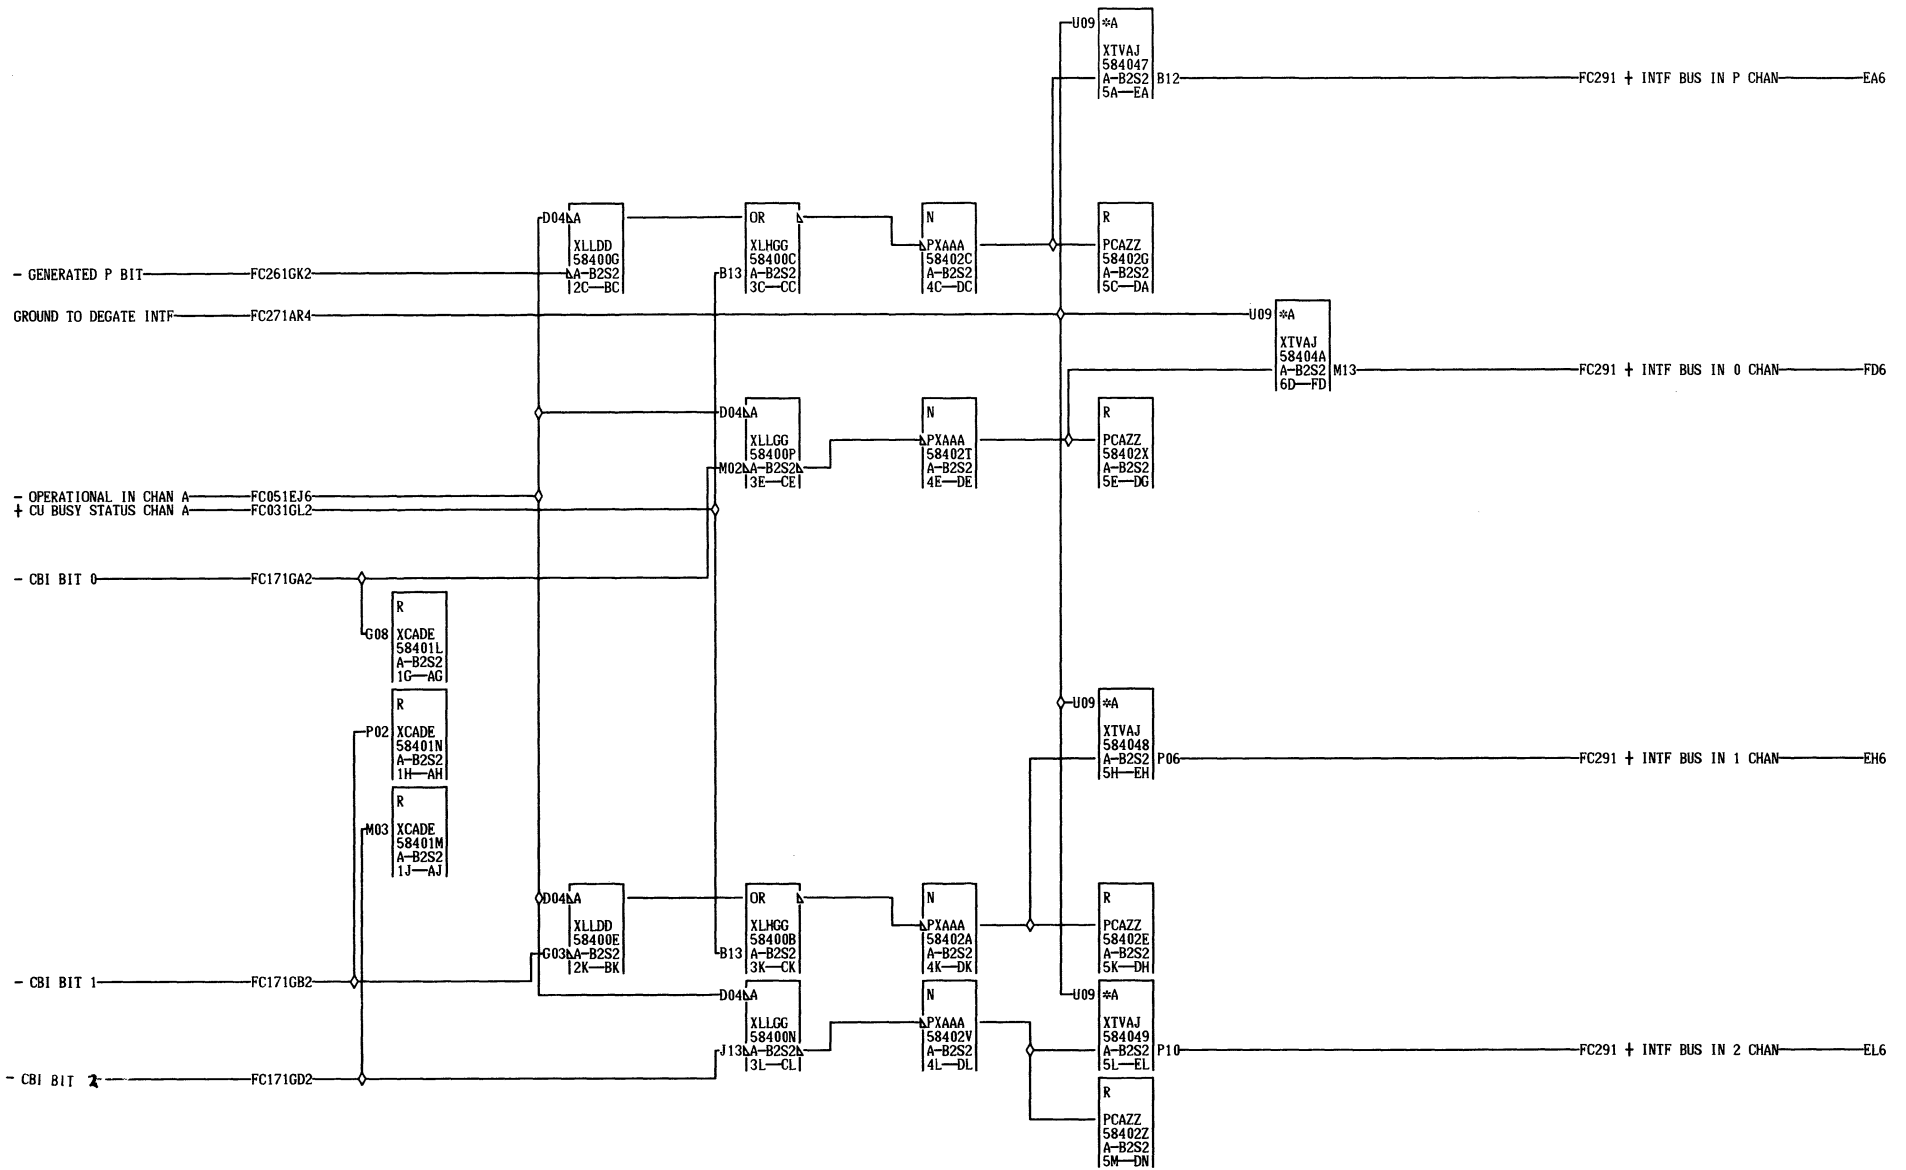 U09 *A
XTVAJ
584047
A-B2S2 B12 FC291 + INTF BUS IN P CHAN EA6
5A—EA
D04 A
XLLDD
58400G
A-B2S2
2C—BC
OR
XLHGG
58400C
B13 A-B2S2
3C—CC
N
PXAAA
58402C
A-B2S2
4C—DC
R
PCAZZ
58402G
A-B2S2
5C—DA
- GENERATED P BIT FC261GK2
GROUND TO DEGATE INTF FC271AR4
U09 *A
XTVAJ
58404A
A-B2S2 M13 FC291 + INTF BUS IN 0 CHAN FD6
6D—FD
D04 A
XLLGG
58400P
M02 A-B2S2
3E—CE
N
PXAAA
58402T
A-B2S2
4E—DE
R
PCAZZ
58402X
A-B2S2
5E—DG
- OPERATIONAL IN CHAN A FC051EJ6
+ CU BUSY STATUS CHAN A FC031GL2
- CBI BIT 0 FC171GA2
R
G08 XCADE
58401L
A-B2S2
1G—AG
R
P02 XCADE
58401N
A-B2S2
1H—AH
R
M03 XCADE
58401M
A-B2S2
1J—AJ
U09 *A
XTVAJ
584048
A-B2S2 P06 FC291 + INTF BUS IN 1 CHAN EH6
5H—EH
D04 A
XLLDD
58400E
G03 A-B2S2
2K—BK
OR
XLHGG
58400B
B13 A-B2S2
3K—CK
N
PXAAA
58402A
A-B2S2
4K—DK
R
PCAZZ
58402E
A-B2S2
5K—DH
- CBI BIT 1 FC171GB2
D04 A
XLLGG
58400N
J13 A-B2S2
3L—CL
N
PXAAA
58402V
A-B2S2
4L—DL
U09 *A
XTVAJ
584049
A-B2S2 P10 FC291 + INTF BUS IN 2 CHAN EL6
5L—EL
- CBI BIT 2 FC171GD2
R
PCAZZ
58402Z
A-B2S2
5M—DN